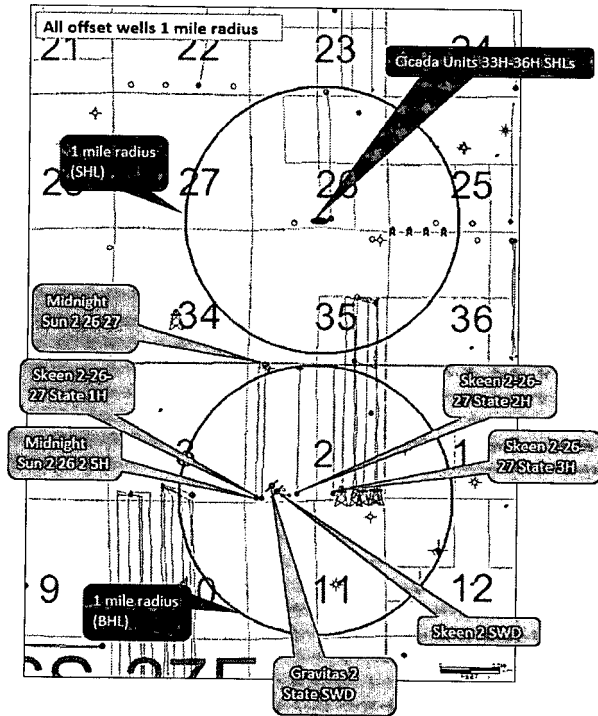 All offset wells 1 mile radius
21
22
23
24
Cicada Units 33H-36H SHLs
1 mile radius
(SHL)
27
26
25
Midnight
Sun 2 26 27
34
35
36
Skeen 2-26-
27 State 1H
Skeen 2-26-
27 State 2H
Midnight
Sun 2 26 2 5H
3
2
1
Skeen 2-26-
27 State 3H
9
10
11
12
1 mile radius
(BHL)
Skeen 2 SWD
Gravitas 2
State SWD